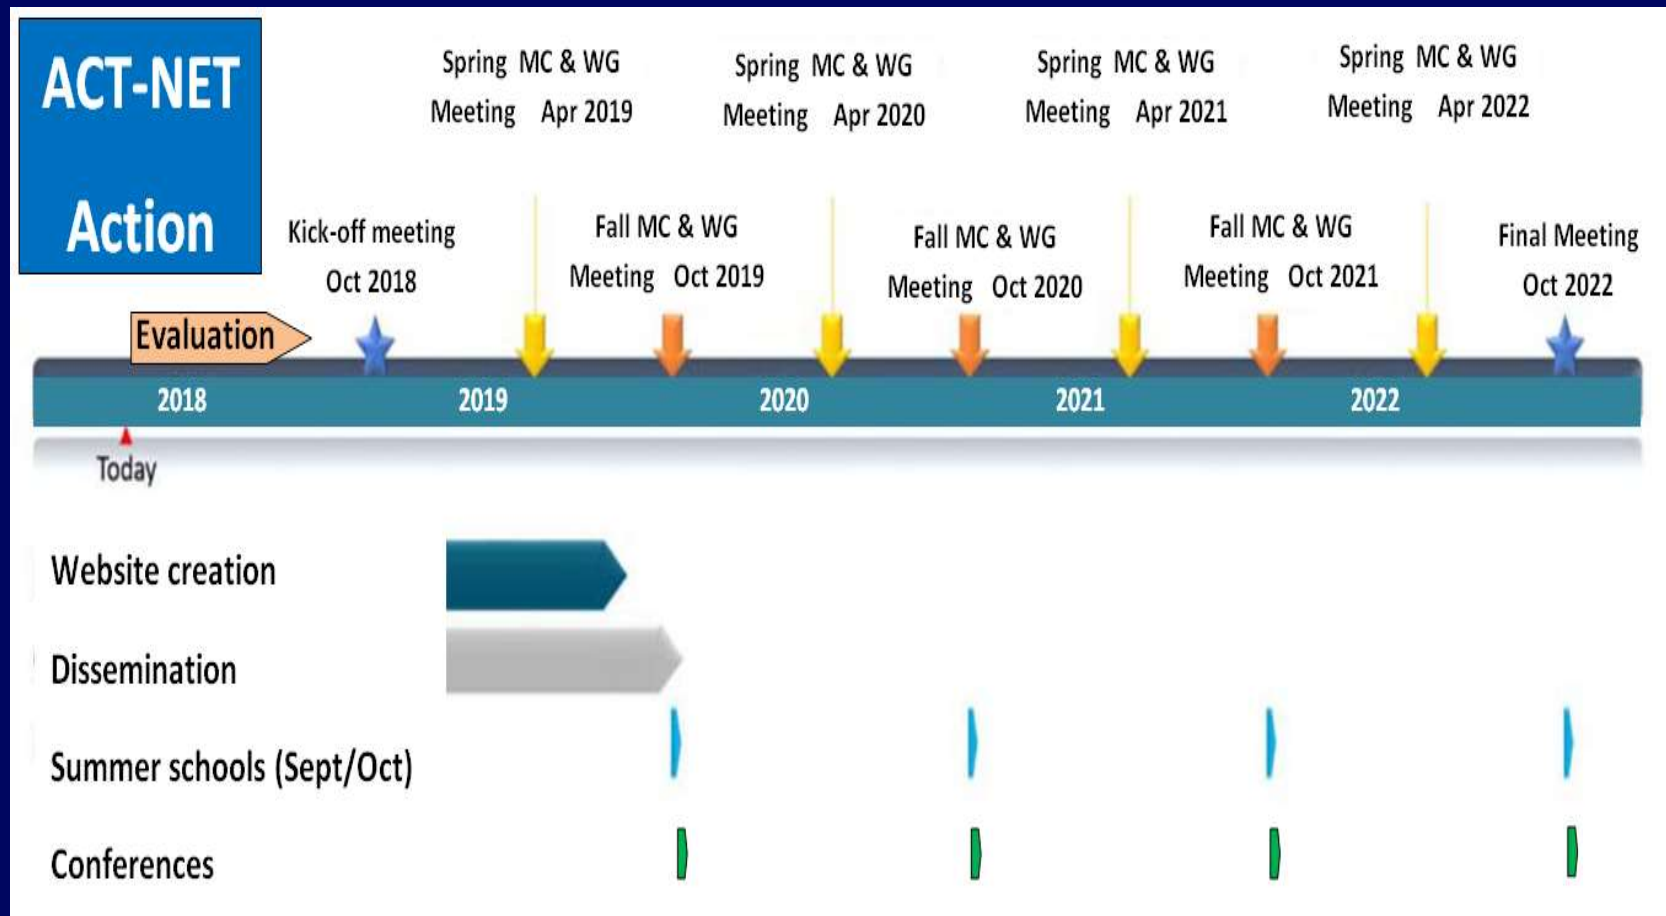 ACT-NET
Action
Spring MC & WG
Meeting Apr 2019
Spring MC & WG
Meeting Apr 2020
Spring MC & WG
Meeting Apr 2021
Spring MC & WG
Meeting Apr 2022
Kick-off meeting
Oct 2018
Fall MC & WG
Meeting Oct 2019
Fall MC & WG
Meeting Oct 2020
Fall MC & WG
Meeting Oct 2021
Final Meeting
Oct 2022
Evaluation
2018 2019 2020 2021 2022
Today
Website creation
Dissemination
Summer schools (Sept/Oct)
Conferences